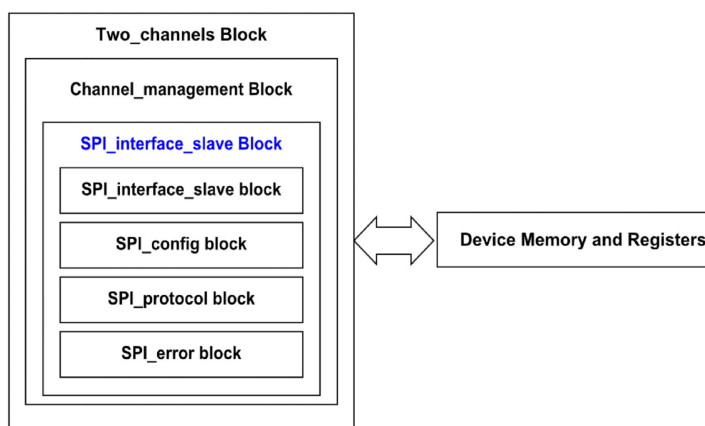 Two_channels Block
Channel_management Block
SPI_interface_slave Block
SPI_interface_slave block
SPI_config block
SPI_protocol block
SPI_error block
Device Memory and Registers